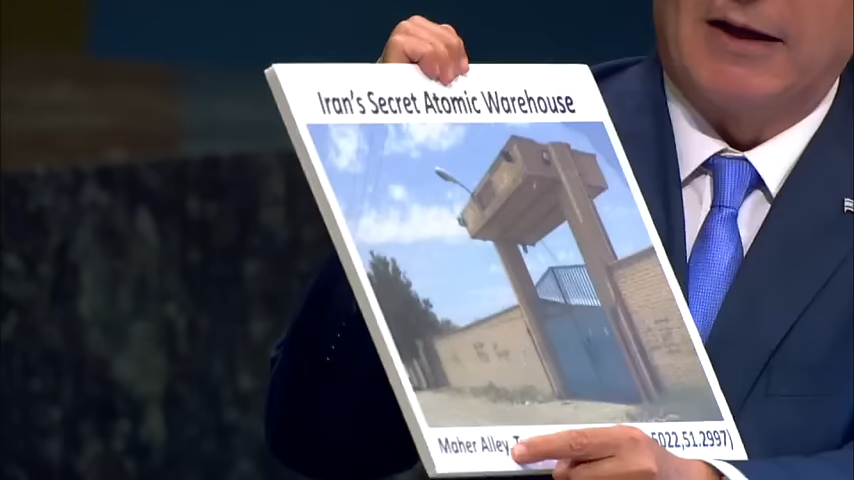 Iran's Secret Atomic Warehouse
Maher Alley, 5022,51.2997)